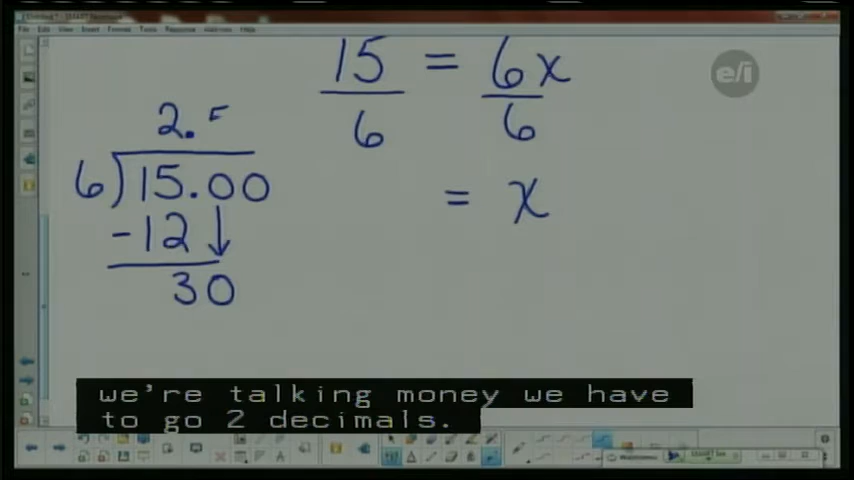 15 = 6x
6 6
2.5
6)15.00
= x
-12↓
30
e/i
we're talking money we have
to go 2 decimals.